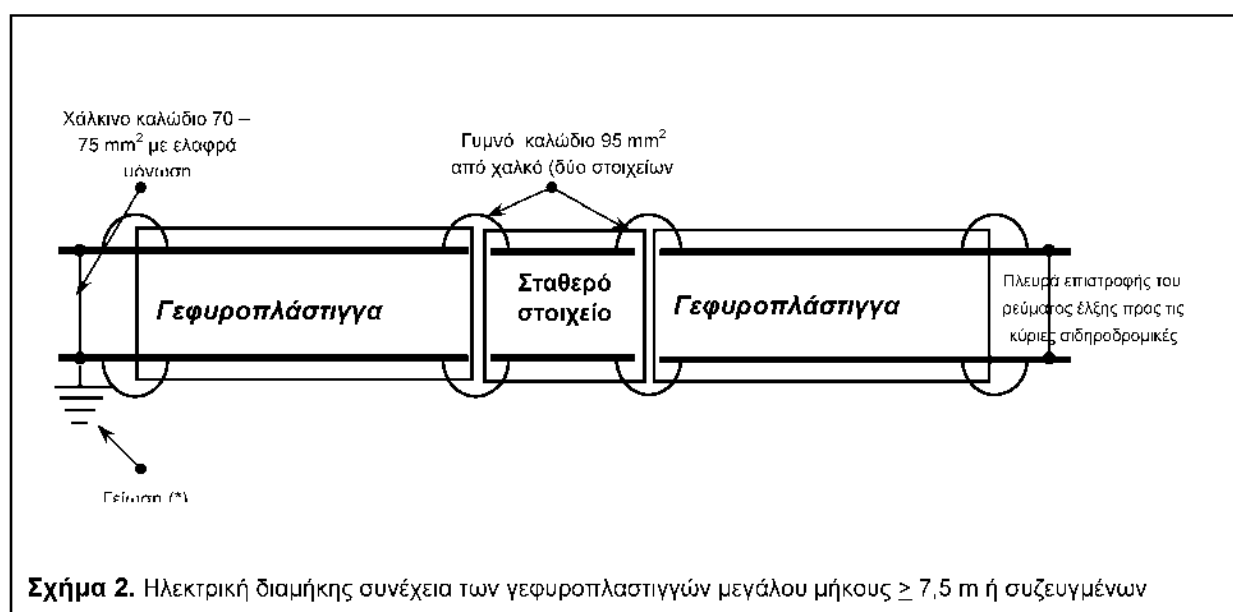 Χάλκινο καλώδιο 70 –
75 mm² με ελαφρά
μόνωση
Γυμνό καλώδιο 95 mm²
από χαλκό (δύο στοιχείων
Γεφυροπλάστιγγα
Σταθερό
στοιχείο
Γεφυροπλάστιγγα
Πλευρά επιστροφής του
ρεύματος έλξης προς τις
κύριες σιδηροδρομικές
Γείωση (*)
Σχήμα 2. Ηλεκτρική διαμήκης συνέχεια των γεφυροπλαστιγγών μεγάλου μήκους ≥ 7,5 m ή συζευγμένων